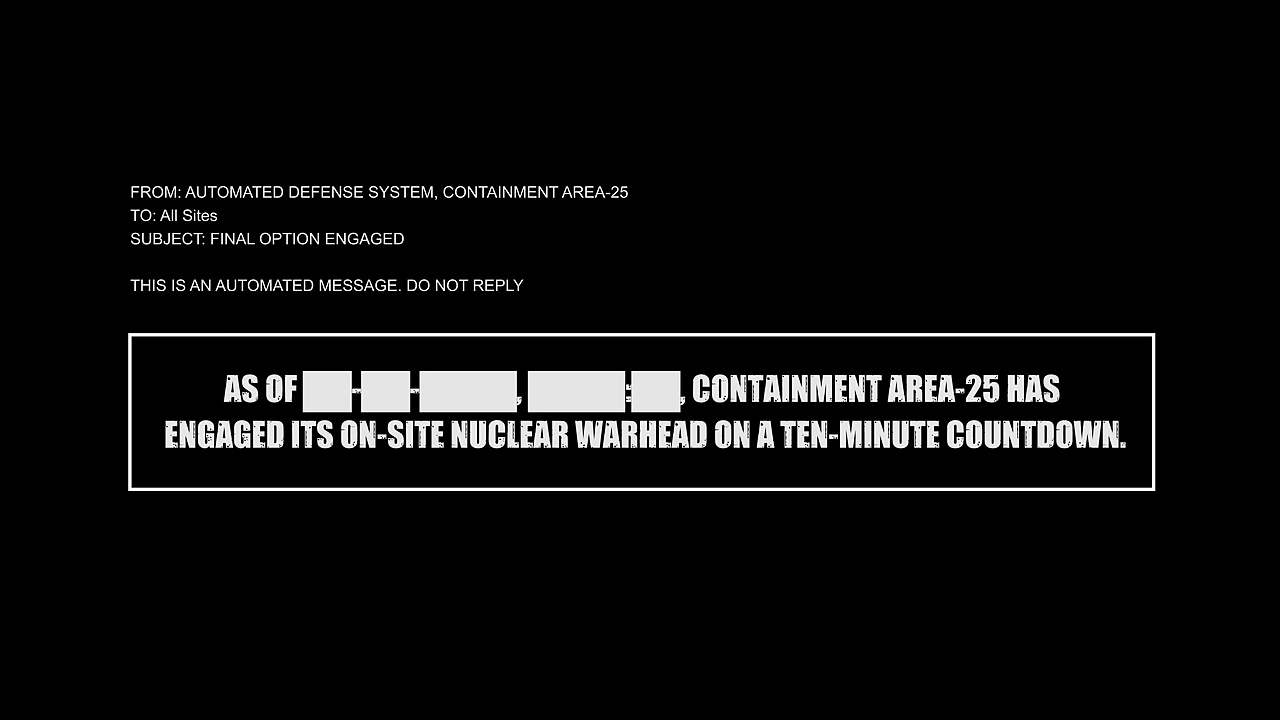 FROM: AUTOMATED DEFENSE SYSTEM, CONTAINMENT AREA-25
TO: All Sites
SUBJECT: FINAL OPTION ENGAGED
THIS IS AN AUTOMATED MESSAGE. DO NOT REPLY
AS OF ██-██-████, ████:██, CONTAINMENT AREA-25 HAS
ENGAGED ITS ON-SITE NUCLEAR WARHEAD ON A TEN-MINUTE COUNTDOWN.